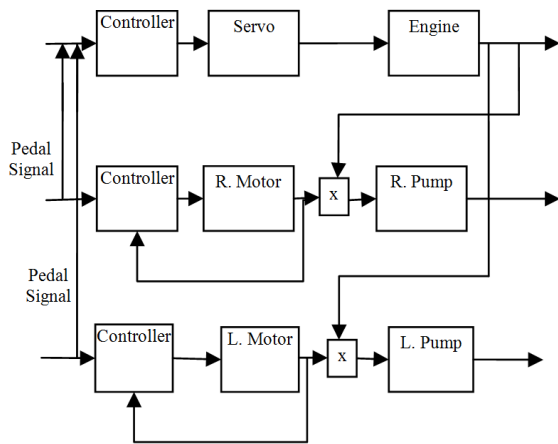 Controller
Servo
Engine
Pedal
Signal
Controller
R. Motor
x
R. Pump
Pedal
Signal
Controller
L. Motor
x
L. Pump